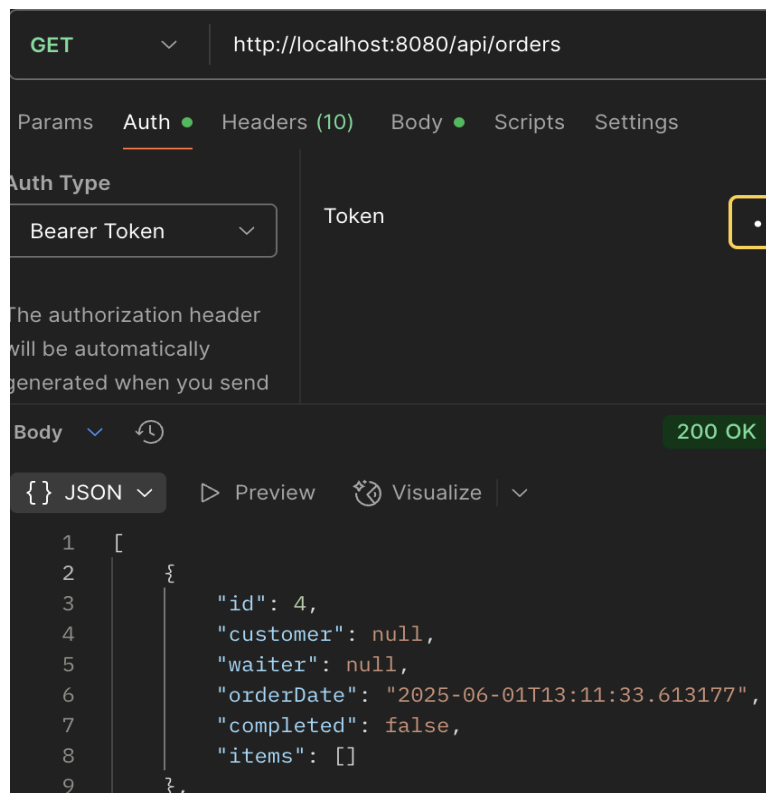 GET http://localhost:8080/api/orders
Params Auth Headers (10) Body Scripts Settings
Auth Type
Bearer Token
Token
The authorization header
will be automatically
generated when you send
Body 200 OK
{} JSON Preview Visualize
1 [
2 {
3 "id": 4,
4 "customer": null,
5 "waiter": null,
6 "orderDate": "2025-06-01T13:11:33.613177",
7 "completed": false,
8 "items": []
9 },